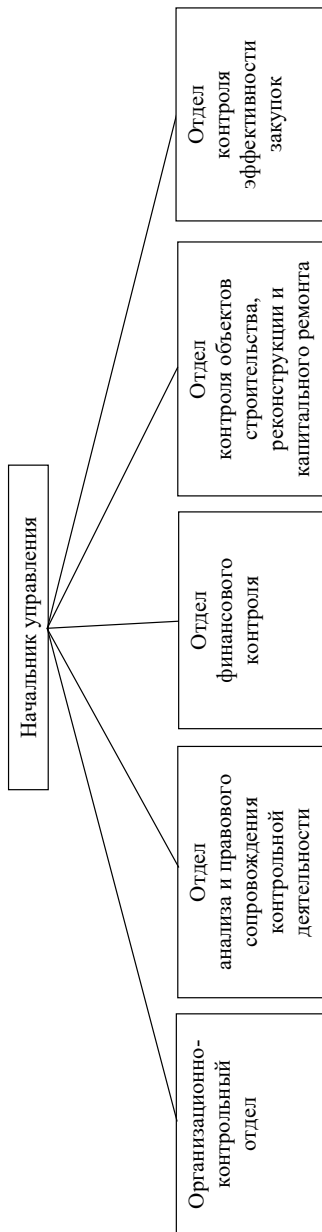 Начальник управления
Организационно-
контрольный
отдел
Отдел
анализа и правового
сопровождения
контрольной
деятельности
Отдел
финансового
контроля
Отдел
контроля объектов
строительства,
реконструкции и
капитального ремонта
Отдел
контроля
эффективности
закупок